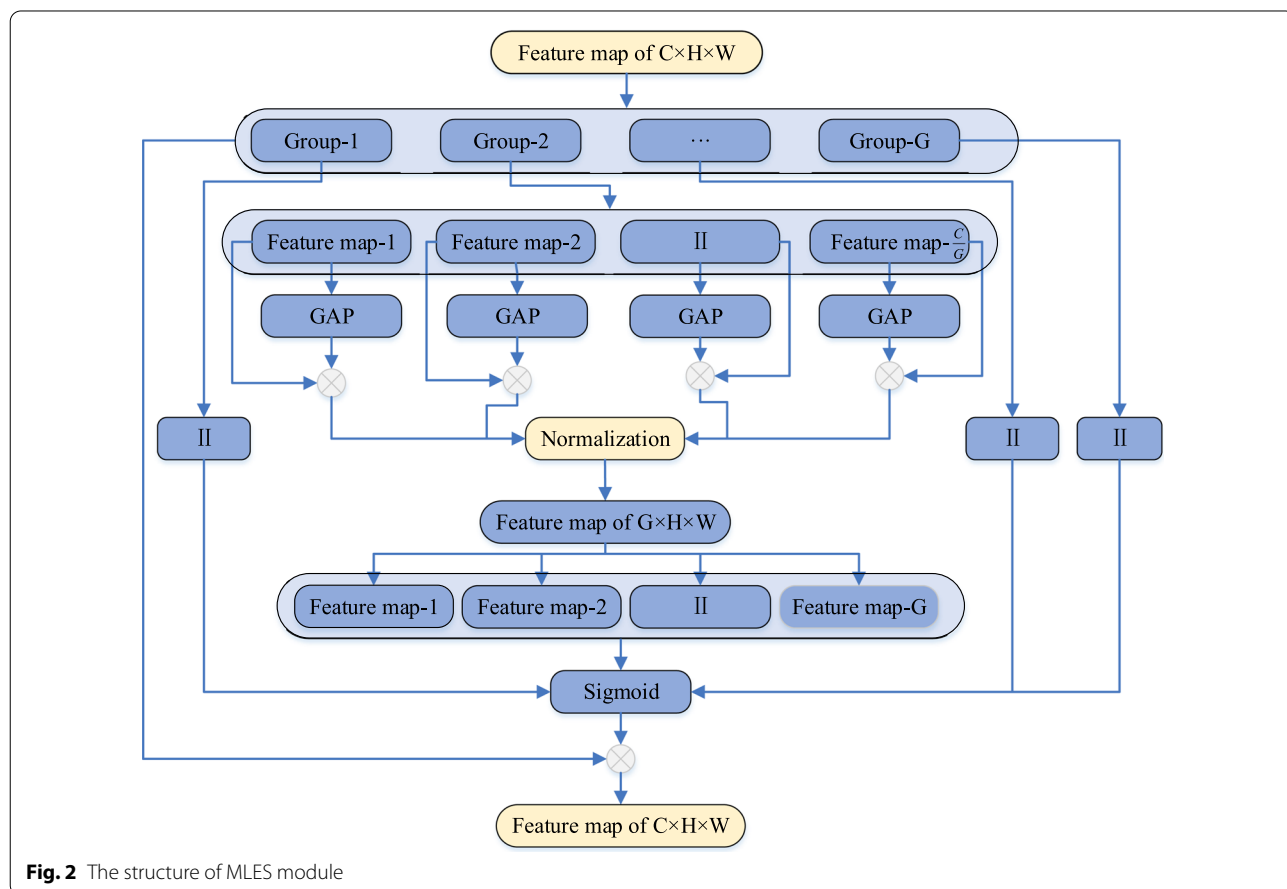 Feature map of C×H×W
Group-1 Group-2 ... Group-G
Feature map-1 Feature map-2 II Feature map-C/G
GAP GAP GAP GAP
II Normalization II II
Feature map of G×H×W
Feature map-1 Feature map-2 II Feature map-G
Sigmoid
Feature map of C×H×W
Fig. 2 The structure of MLES module